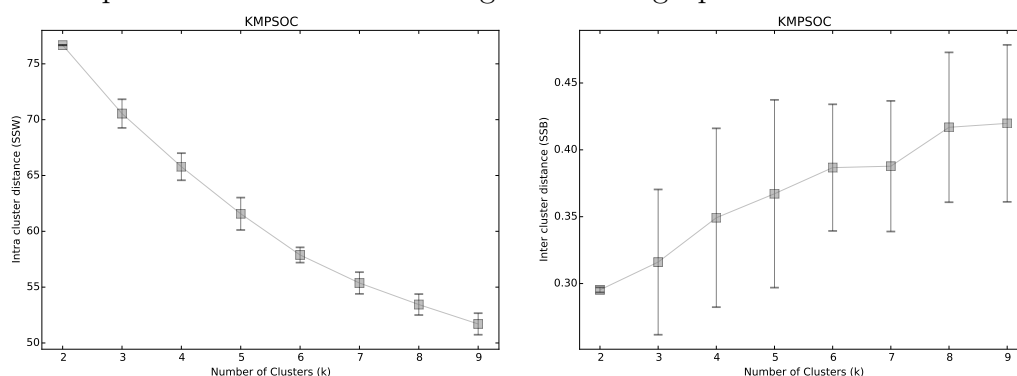 KMPSOC
75
70
65
60
55
50
Intra cluster distance (SSW)
2 3 4 5 6 7 8 9
Number of Clusters (k)
KMPSOC
0.45
0.40
0.35
0.30
Inter cluster distance (SSB)
2 3 4 5 6 7 8 9
Number of Clusters (k)